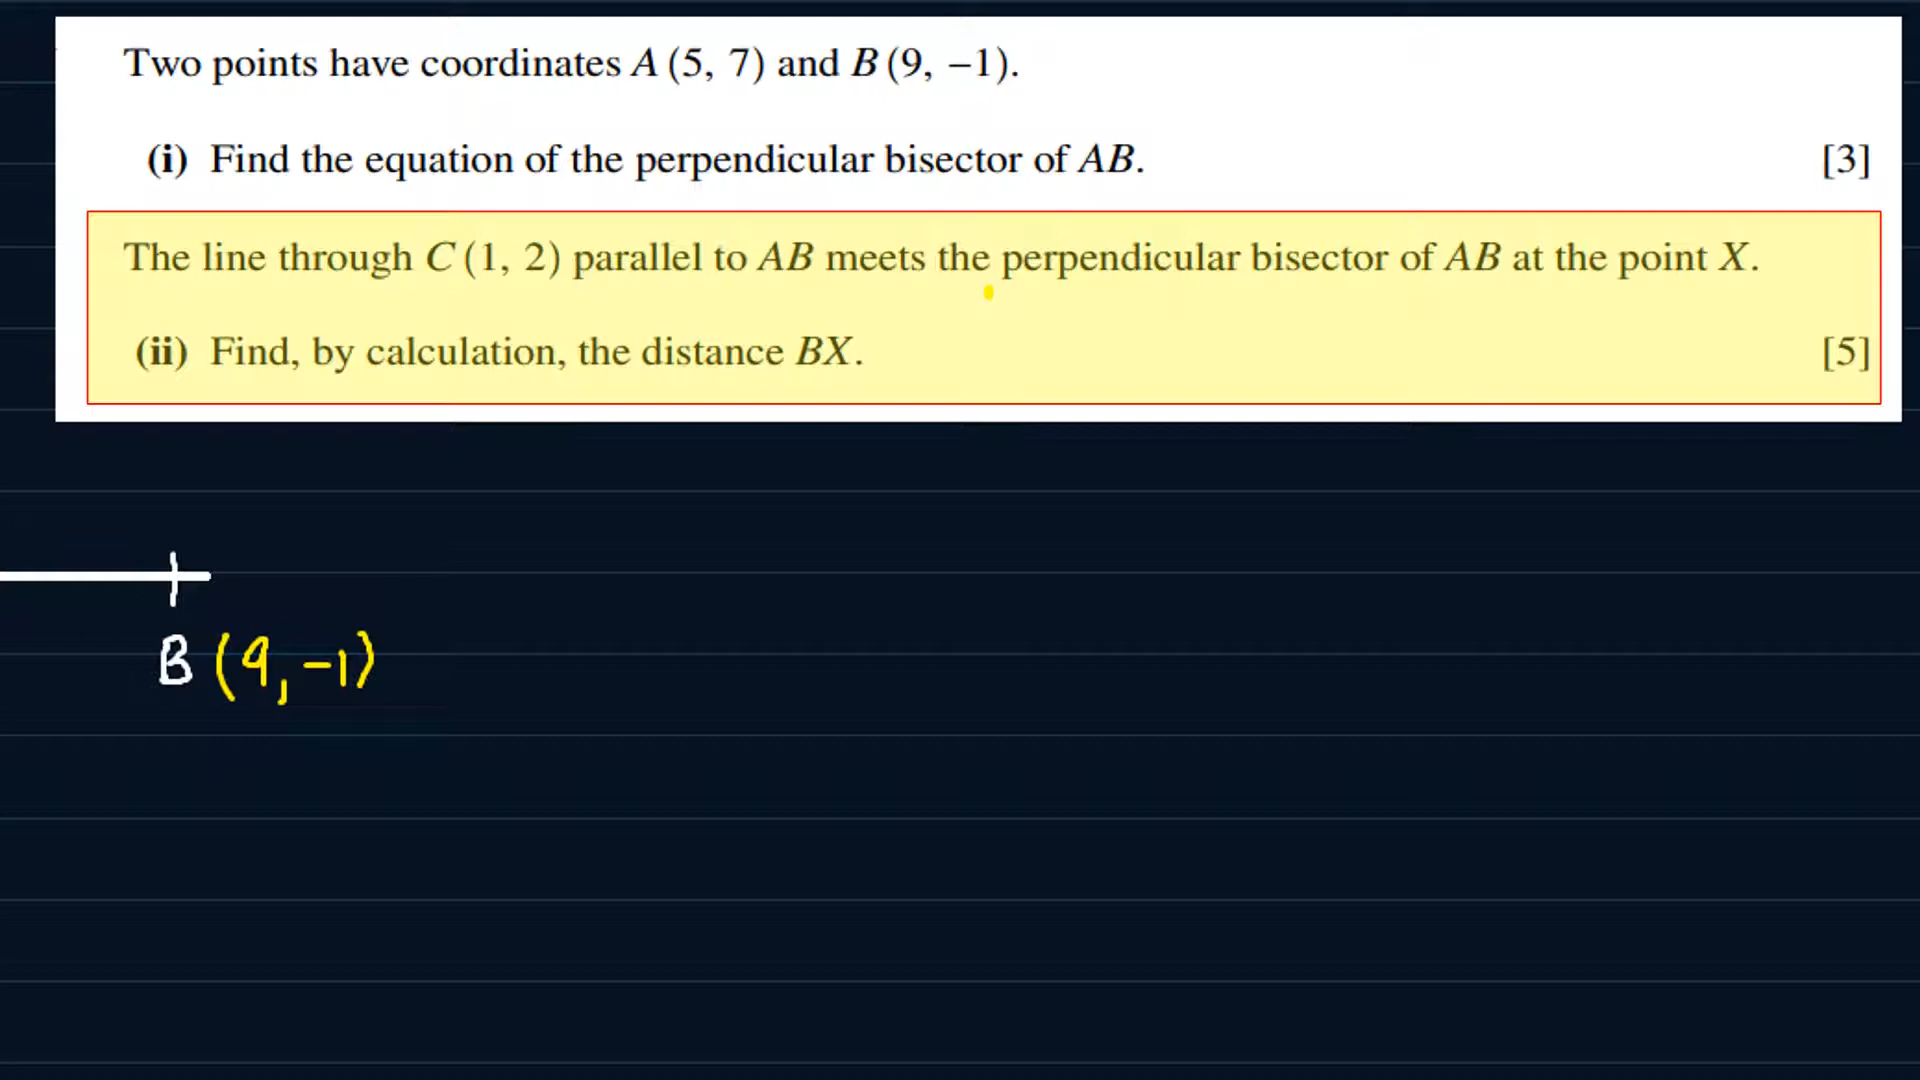 Two points have coordinates A (5, 7) and B (9, −1).
(i) Find the equation of the perpendicular bisector of AB. [3]
The line through C (1, 2) parallel to AB meets the perpendicular bisector of AB at the point X.
(ii) Find, by calculation, the distance BX. [5]
B (9, −1)